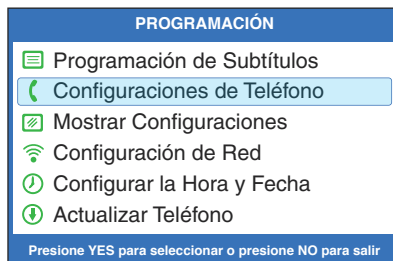 PROGRAMACIÓN
Programación de Subtítulos
Configuraciones de Teléfono
Mostrar Configuraciones
Configuración de Red
Configurar la Hora y Fecha
Actualizar Teléfono
Presione YES para seleccionar o presione NO para salir